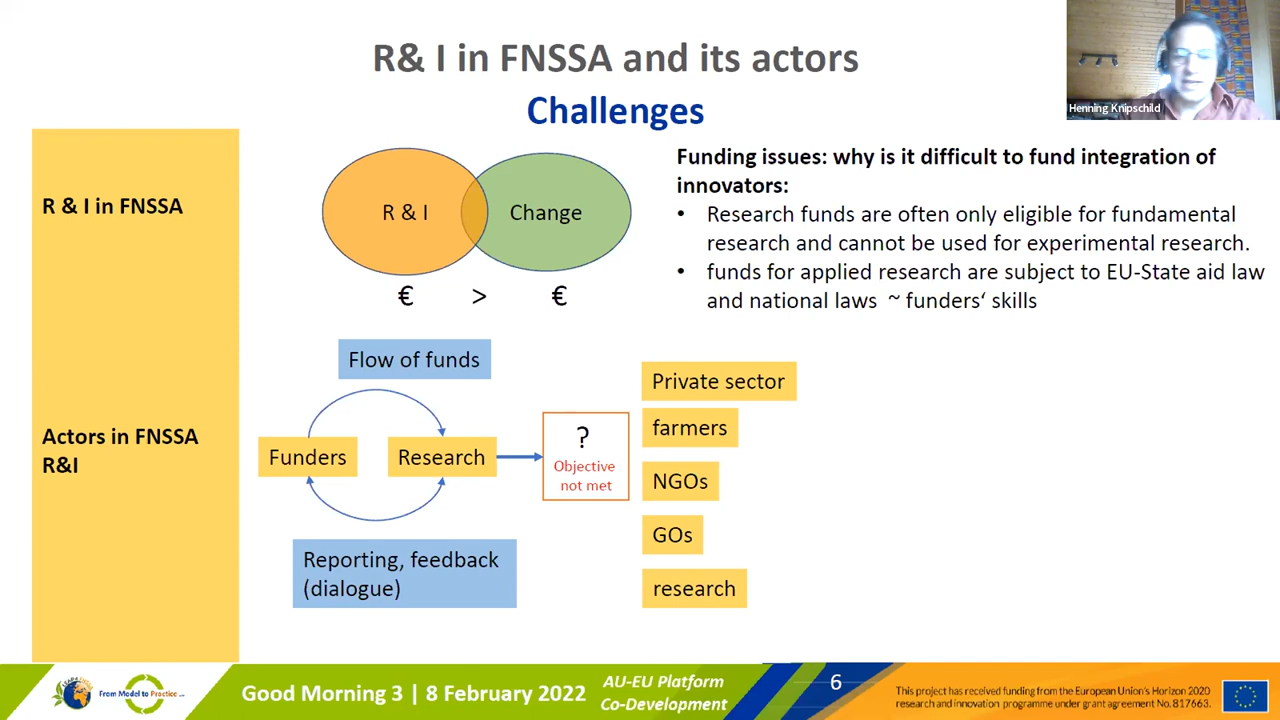 R& I in FNSSA and its actors
Challenges
Henning Knipschild
R & I in FNSSA
R & I
Change
€ > €
Funding issues: why is it difficult to fund integration of
innovators:
• Research funds are often only eligible for fundamental
research and cannot be used for experimental research.
• funds for applied research are subject to EU-State aid law
and national laws ~ funders‘ skills
Actors in FNSSA
R&I
Flow of funds
Funders
Research
?
Objective
not met
Reporting, feedback
(dialogue)
Private sector
farmers
NGOs
GOs
research
From Model to Practice ...
Good Morning 3 | 8 February 2022
AU-EU Platform
Co-Development
6
This project has received funding from the European Union's Horizon 2020
research and innovation programme under grant agreement No. 817663.